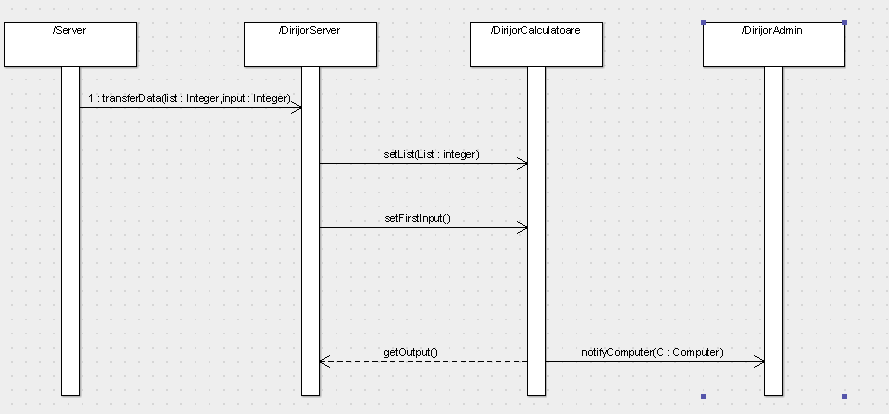 /Server
/DirijorServer
/DirijorCalculatoare
/DirijorAdmin
1 : transferData(list : Integer,input : Integer)
setList(List : integer)
setFirstInput()
getOutput()
notifyComputer(C : Computer)